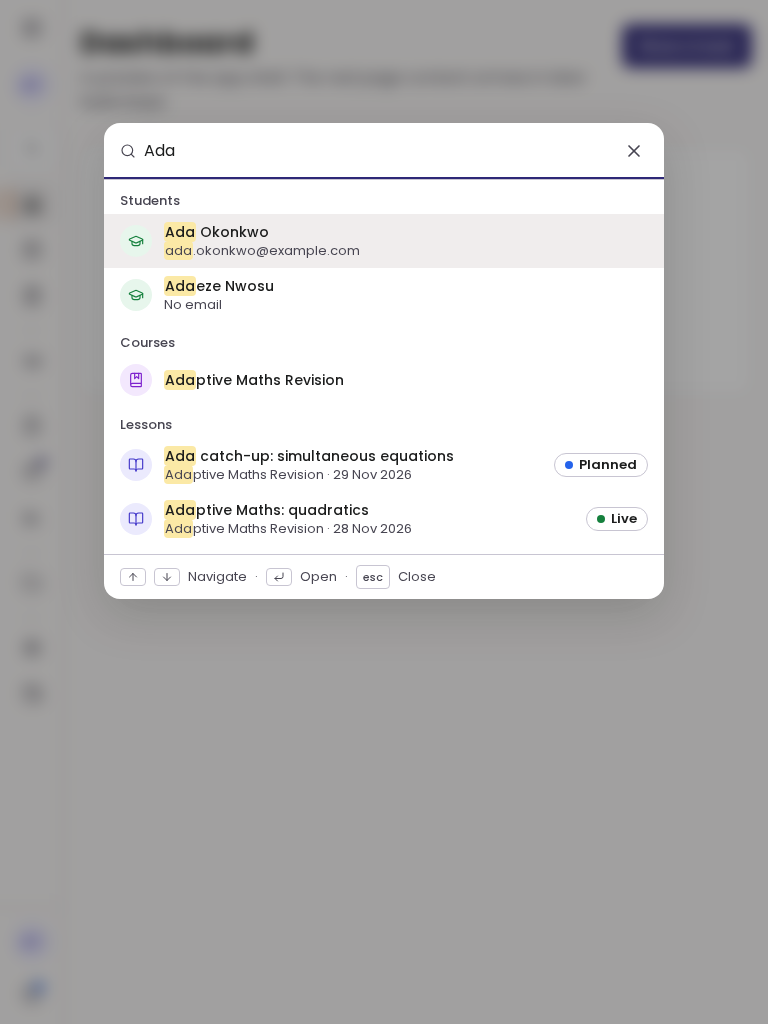 Dashboard
Ada
Students
Ada Okonkwo
ada.okonkwo@example.com
Adaeze Nwosu
No email
Courses
Adaptive Maths Revision
Lessons
Ada catch-up: simultaneous equations
Adaptive Maths Revision · 29 Nov 2026
Planned
Adaptive Maths: quadratics
Adaptive Maths Revision · 28 Nov 2026
Live
Navigate · Open · esc Close